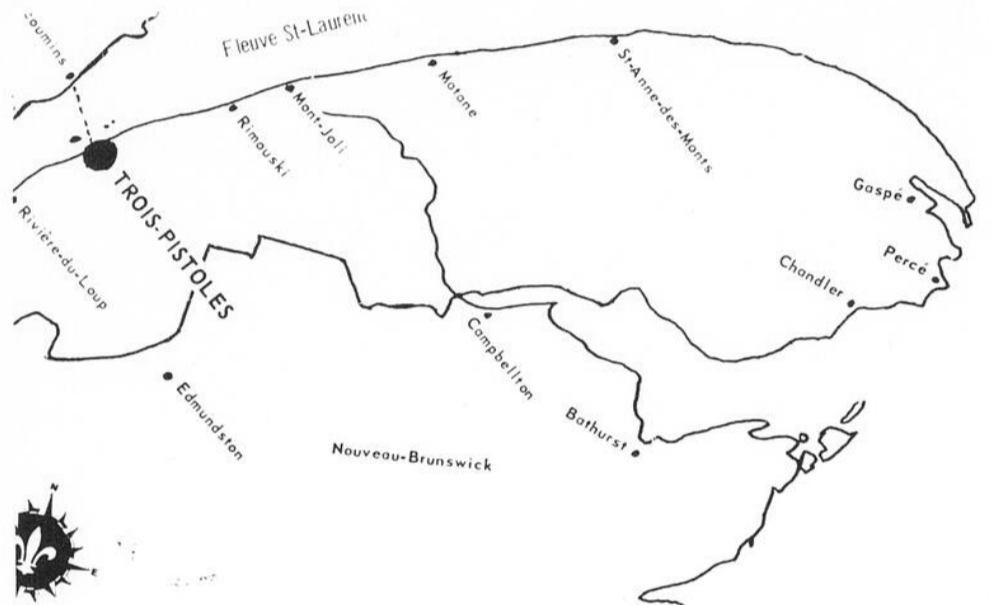 Fleuve St-Laurent
St-Anne-des-Monts
Matane
Mont-Joli
Rimouski
TROIS-PISTOLES
Rivière-du-Loup
Gaspé
Percé
Chandler
Campbellton
Bathurst
Edmundston
Nouveau-Brunswick
N
E